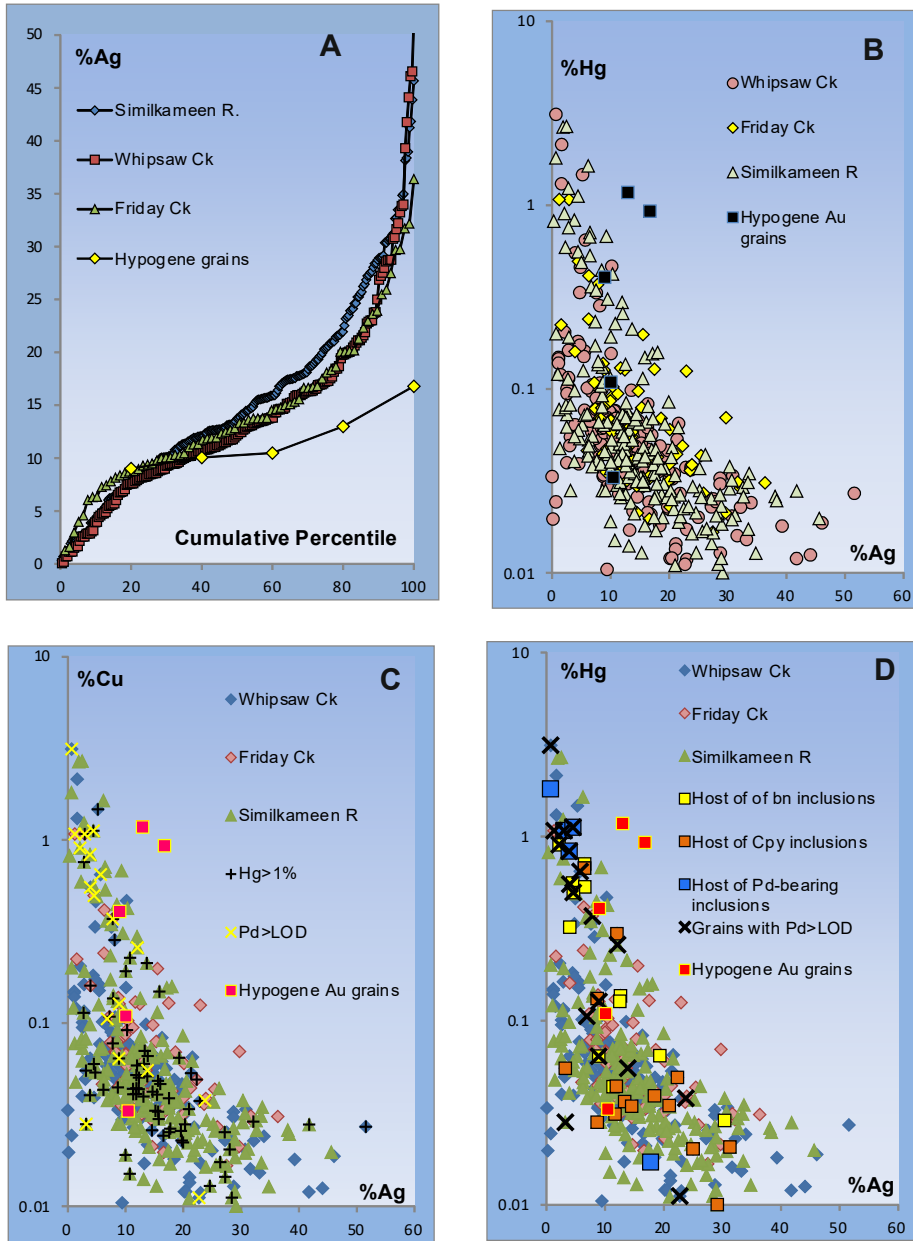 A
%Ag
50
45
40
35
30
25
20
15
10
5
0
Similkameen R.
Whipsaw Ck
Friday Ck
Hypogene grains
Cumulative Percentile
0 20 40 60 80 100
B
%Hg
10
1
0.1
0.01
Whipsaw Ck
Friday Ck
Similkameen R
Hypogene Au
grains
%Ag
0 10 20 30 40 50 60
C
%Cu
10
1
0.1
0.01
Whipsaw Ck
Friday Ck
Similkameen R
Hg>1%
Pd>LOD
Hypogene Au grains
%Ag
0 10 20 30 40 50 60
D
%Hg
10
1
0.1
0.01
Whipsaw Ck
Friday Ck
Similkameen R
Host of of bn inclusions
Host of Cpy inclusions
Host of Pd-bearing
inclusions
Grains with Pd>LOD
Hypogene Au grains
%Ag
0 10 20 30 40 50 60